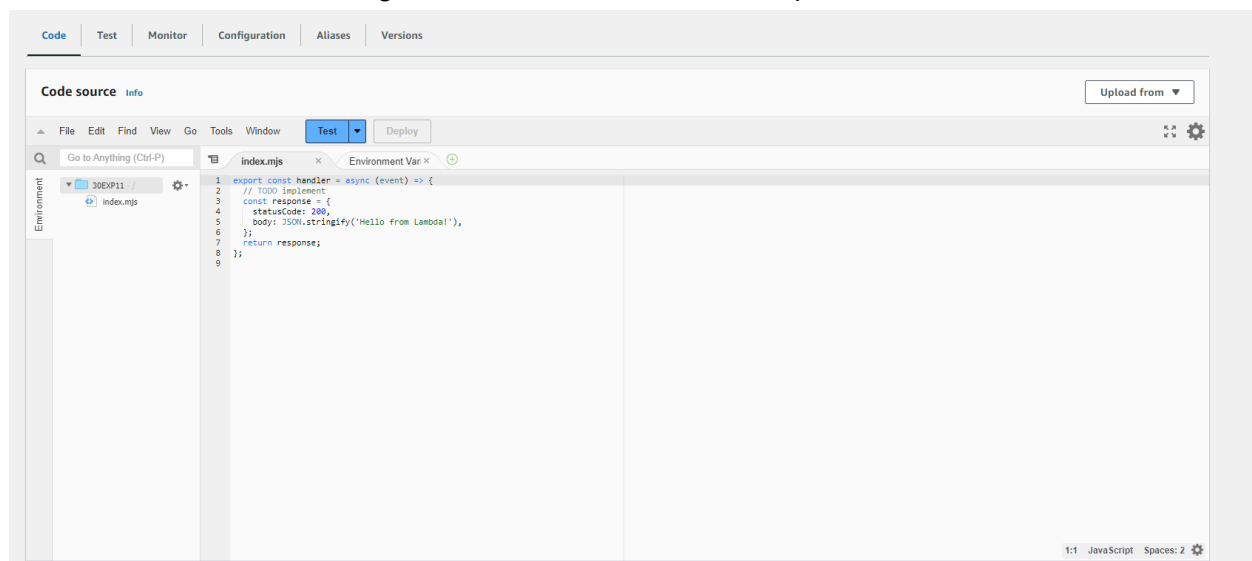 Code Test Monitor Configuration Aliases Versions
Code source Info
Upload from ▼
File Edit Find View Go Tools Window Test Deploy
Go to Anything (Ctrl-P)
index.mjs × Environment Var ×
Environment
30EXP11 - /
index.mjs
1 export const handler = async (event) => {
2 // TODO implement
3 const response = {
4 statusCode: 200,
5 body: JSON.stringify('Hello from Lambda!'),
6 };
7 return response;
8 };
9
1:1 JavaScript Spaces: 2